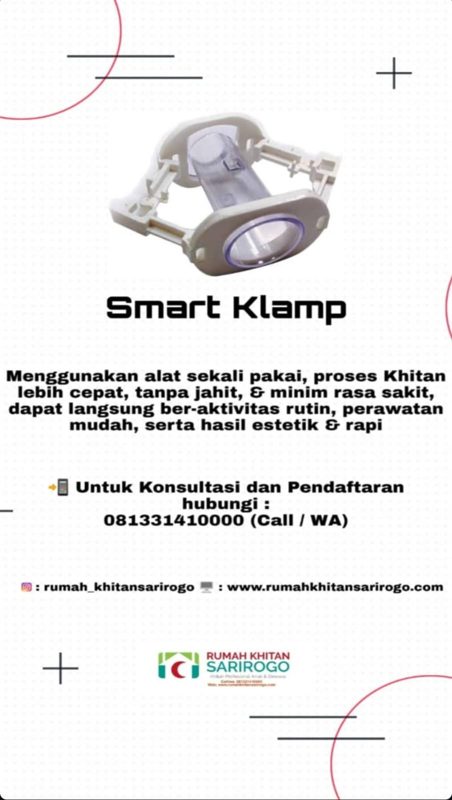 Smart Klamp
Menggunakan alat sekali pakai, proses Khitan
lebih cepat, tanpa jahit, & minim rasa sakit,
dapat langsung ber-aktivitas rutin, perawatan
mudah, serta hasil estetik & rapi
📲 Untuk Konsultasi dan Pendaftaran
hubungi :
081331410000 (Call / WA)
: rumah_khitansarirogo 🖥️ : www.rumahkhitansarirogo.com
RUMAH KHITAN
SARIROGO